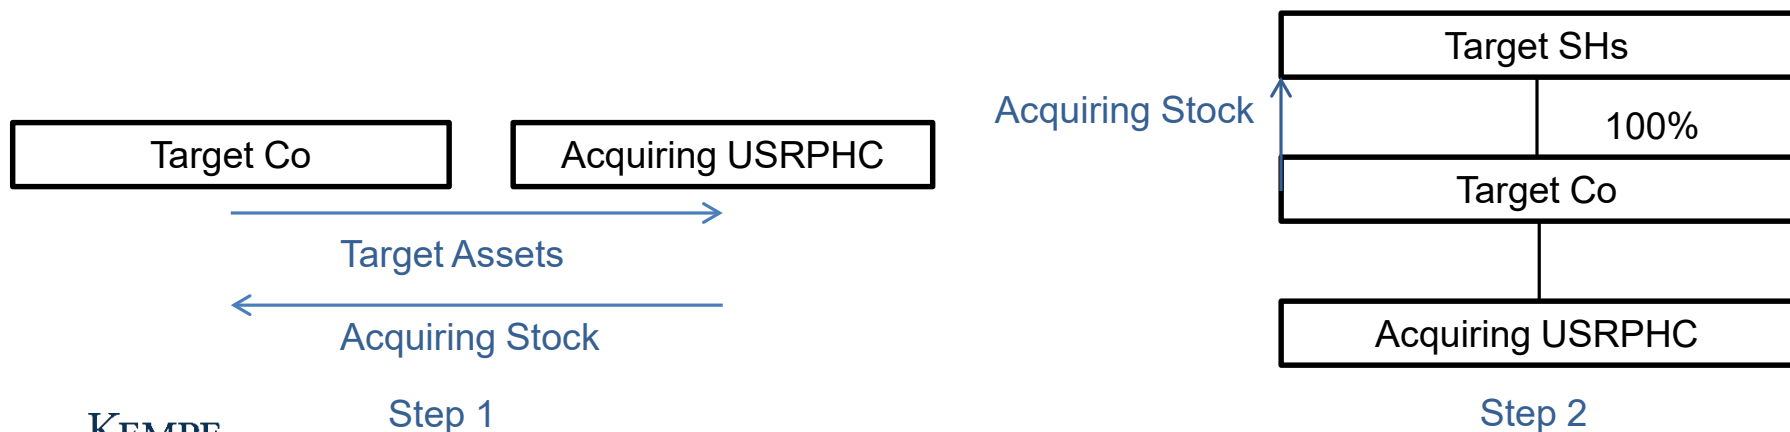 Target Co
Acquiring USRPHC
Target Assets
Acquiring Stock
Step 1
Target SHs
Acquiring Stock
100%
Target Co
Acquiring USRPHC
Step 2